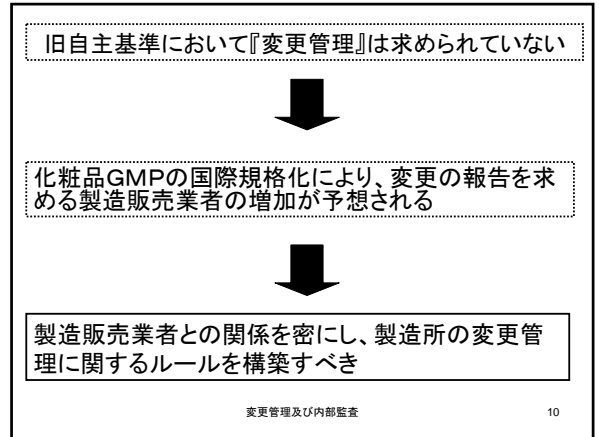 旧自主基準において『変更管理』は求められていない
化粧品GMPの国際規格化により、変更の報告を求
める製造販売業者の増加が予想される
製造販売業者との関係を密にし、製造所の変更管
理に関するルールを構築すべき
変更管理及び内部監査
10